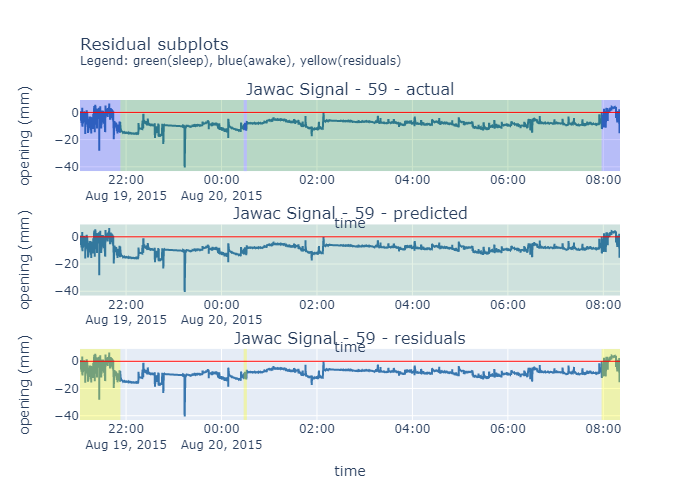 Residual subplots
Legend: green(sleep), blue(awake), yellow(residuals)
Jawac Signal - 59 - actual
opening (mm)
0
−20
−40
22:00 00:00 02:00 04:00 06:00 08:00
Aug 19, 2015 Aug 20, 2015
time
Jawac Signal - 59 - predicted
opening (mm)
0
−20
−40
22:00 00:00 02:00 04:00 06:00 08:00
Aug 19, 2015 Aug 20, 2015
time
Jawac Signal - 59 - residuals
opening (mm)
0
−20
−40
22:00 00:00 02:00 04:00 06:00 08:00
Aug 19, 2015 Aug 20, 2015
time